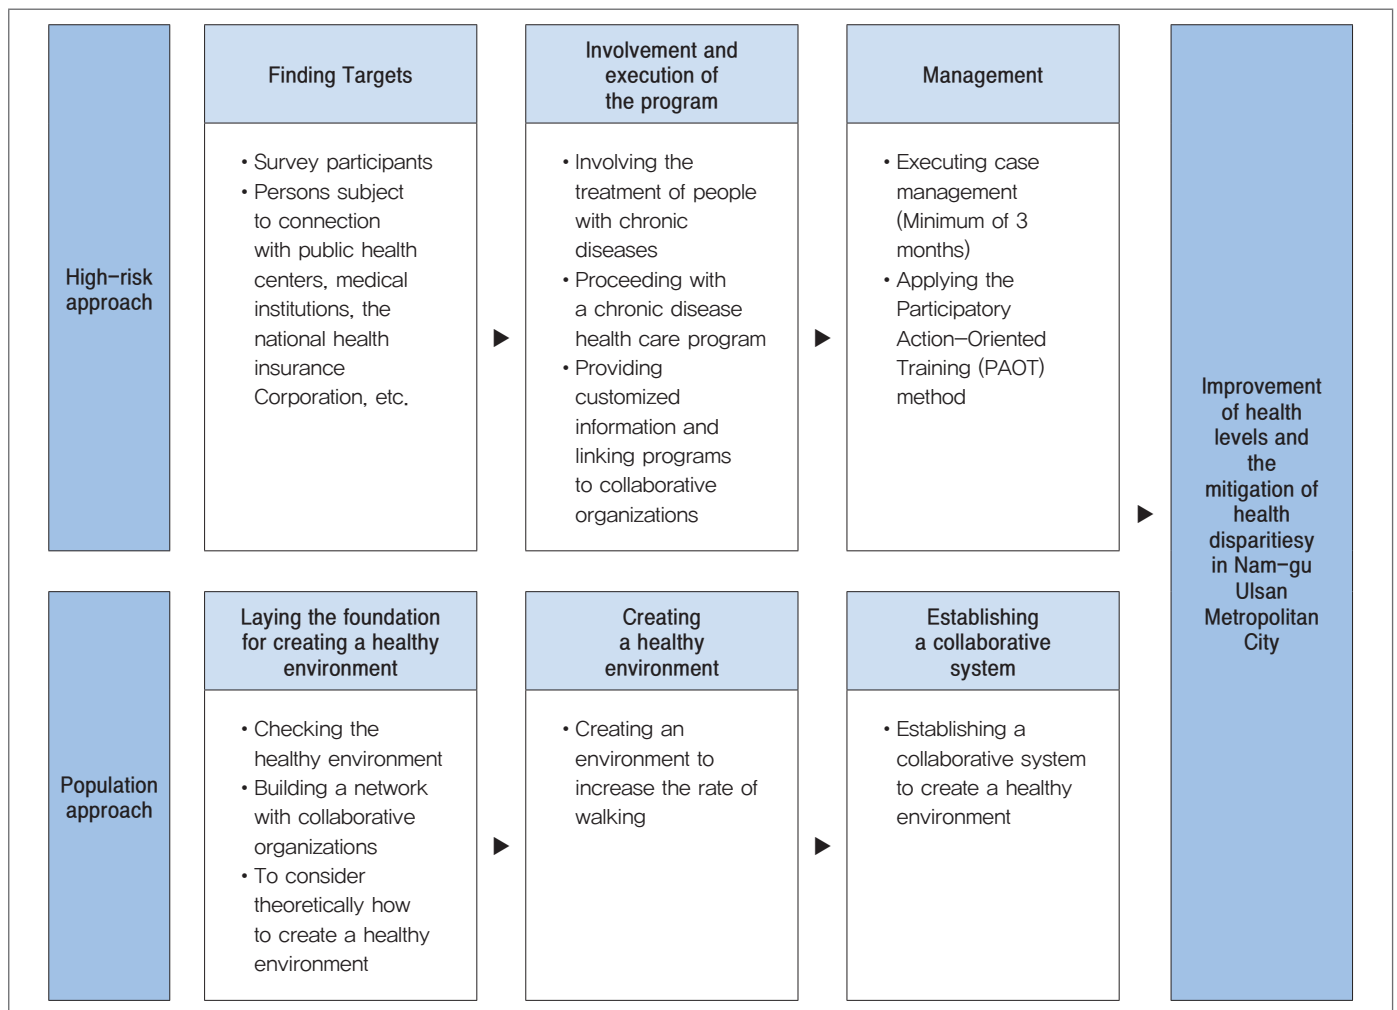 High-risk
approach
Finding Targets
• Survey participants
• Persons subject
to connection
with public health
centers, medical
institutions, the
national health
insurance
Corporation, etc.
Involvement and
execution of
the program
• Involving the
treatment of people
with chronic
diseases
• Proceeding with
a chronic disease
health care program
• Providing
customized
information and
linking programs
to collaborative
organizations
Management
• Executing case
management
(Minimum of 3
months)
• Applying the
Participatory
Action-Oriented
Training (PAOT)
method
Population
approach
Laying the foundation
for creating a healthy
environment
• Checking the
healthy environment
• Building a network
with collaborative
organizations
• To consider
theoretically how
to create a healthy
environment
Creating
a healthy
environment
• Creating an
environment to
increase the rate of
walking
Establishing
a collaborative
system
• Establishing a
collaborative system
to create a healthy
environment
Improvement
of health
levels and
the
mitigation of
health
disparitiesy
in Nam-gu
Ulsan
Metropolitan
City